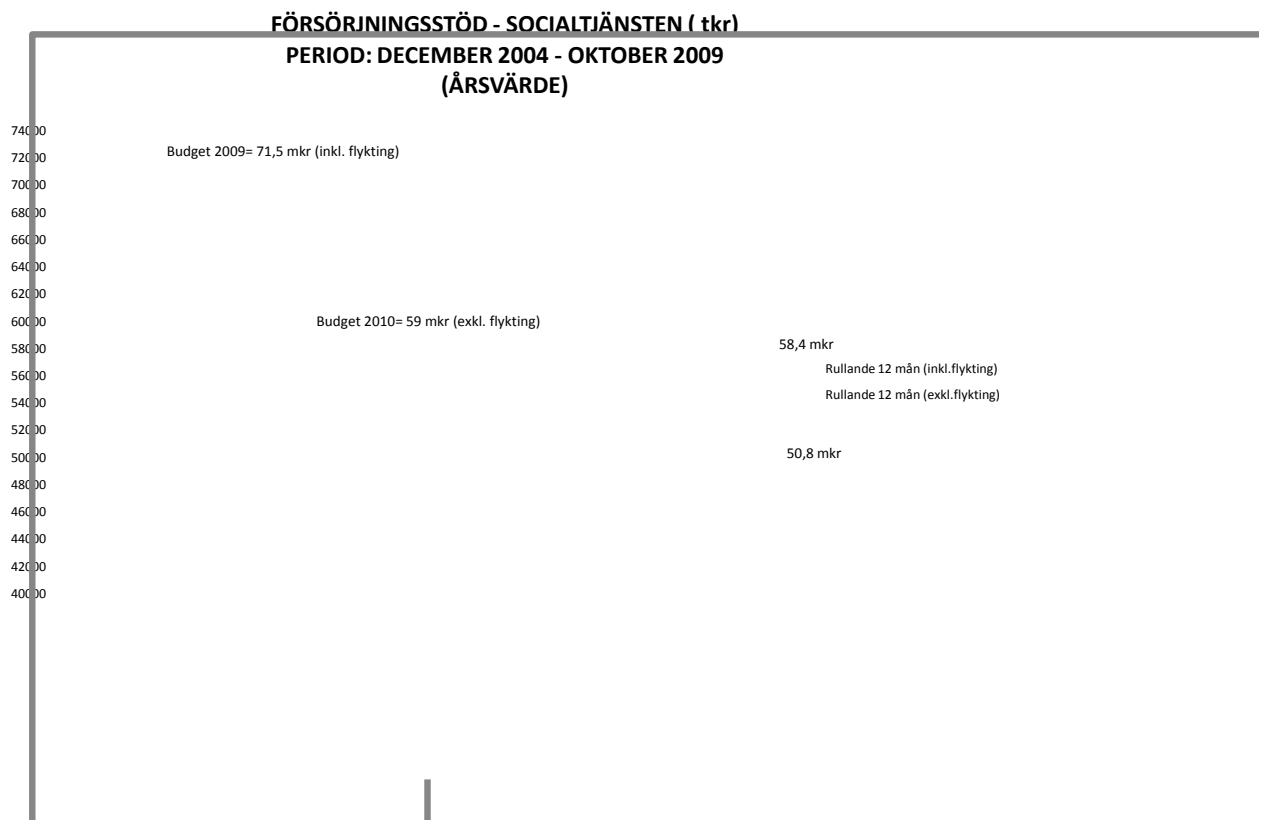 FÖRSÖRJNINGSSTÖD - SOCIALTJÄNSTEN ( tkr)
PERIOD: DECEMBER 2004 - OKTOBER 2009
(ÅRSVÄRDE)
74000
Budget 2009= 71,5 mkr (inkl. flykting)
72000
70000
68000
66000
64000
62000
60000
Budget 2010= 59 mkr (exkl. flykting)
58,4 mkr
58000
Rullande 12 mån (inkl.flykting)
56000
Rullande 12 mån (exkl.flykting)
54000
52000
50,8 mkr
50000
48000
46000
44000
42000
40000